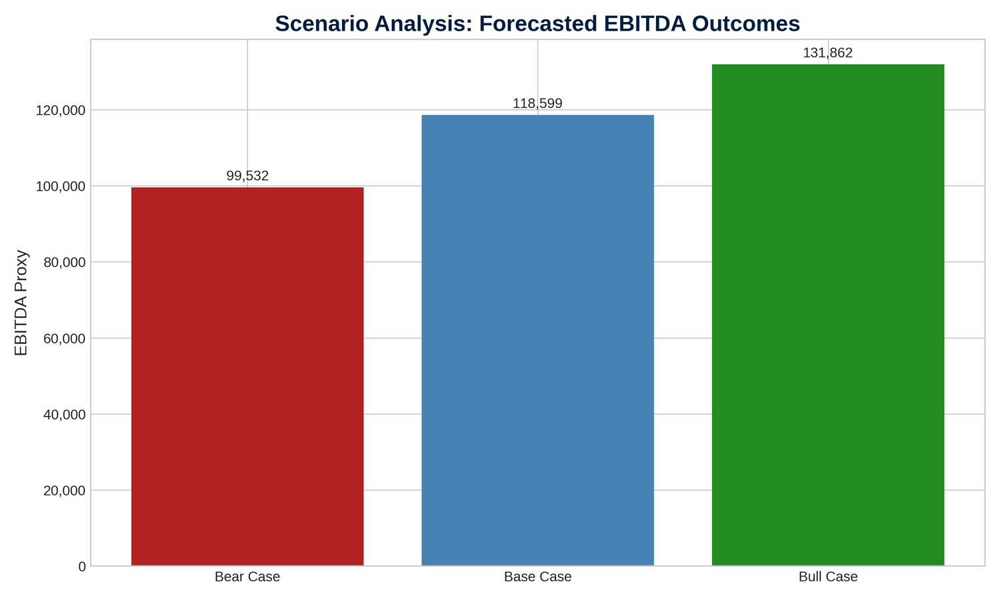 Scenario Analysis: Forecasted EBITDA Outcomes
131,862
118,599
99,532
EBITDA Proxy
120,000
100,000
80,000
60,000
40,000
20,000
0
Bear Case
Base Case
Bull Case